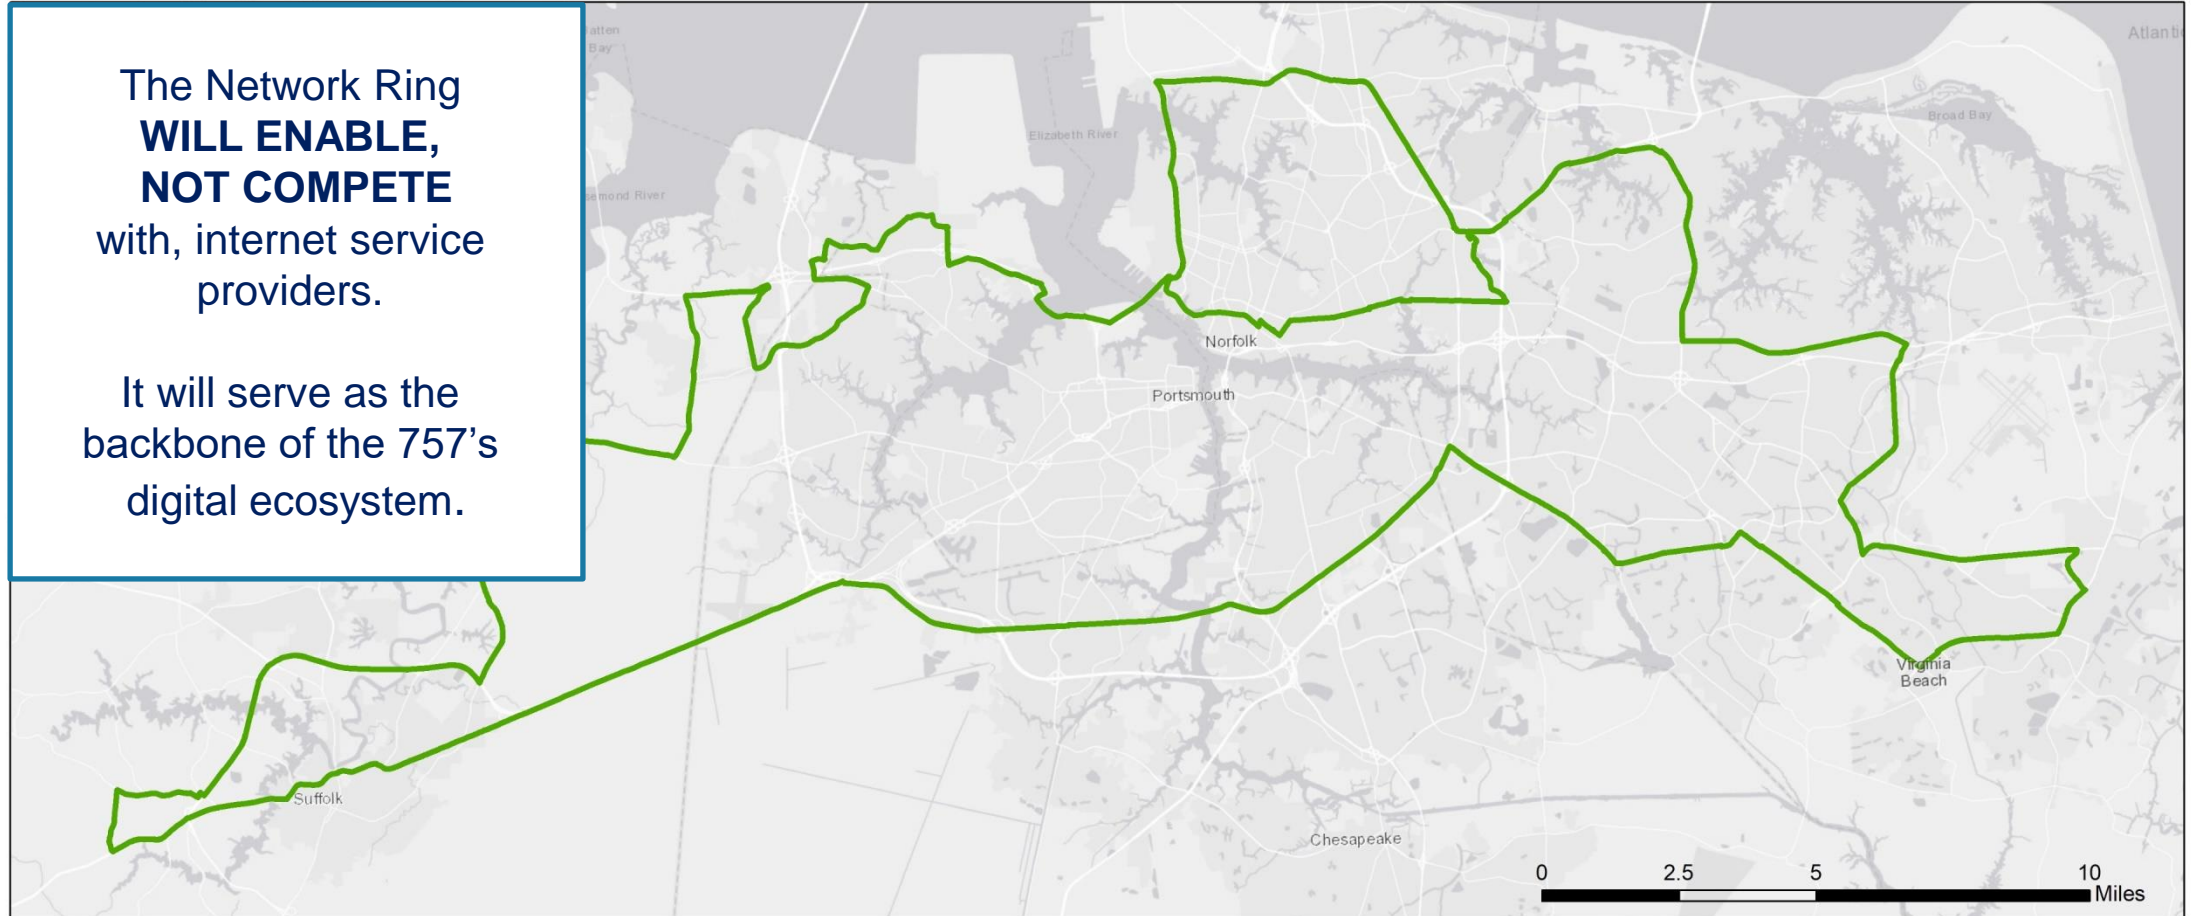 The Network Ring
WILL ENABLE,
NOT COMPETE
with, internet service
providers.
It will serve as the
backbone of the 757’s
digital ecosystem.
Bay
Elizabeth River
River
Broad Bay
Norfolk
Portsmouth
Virginia
Beach
Suffolk
Chesapeake
0 2.5 5 10
Miles